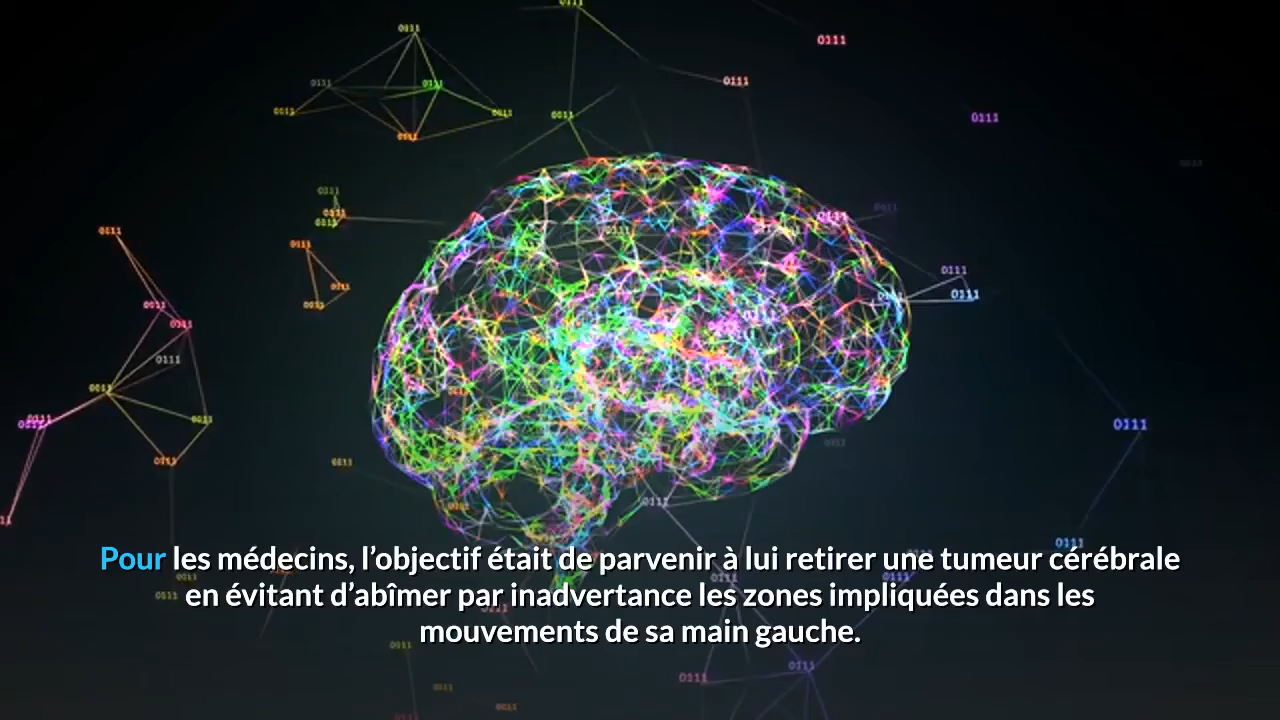 Pour les médecins, l’objectif était de parvenir à lui retirer une tumeur cérébrale
en évitant d’abîmer par inadvertance les zones impliquées dans les
mouvements de sa main gauche.